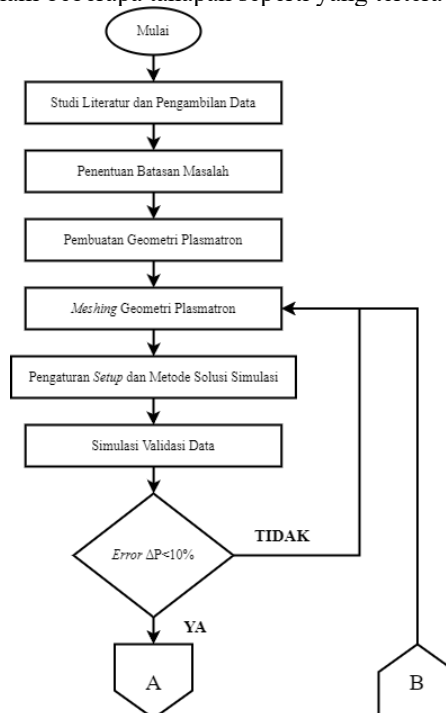 Mulai
Studi Literatur dan Pengambilan Data
Penentuan Batasan Masalah
Pembuatan Geometri Plasmatron
Meshing Geometri Plasmatron
Pengaturan Setup dan Metode Solusi Simulasi
Simulasi Validasi Data
Error ΔP<10%
TIDAK
YA
A
B